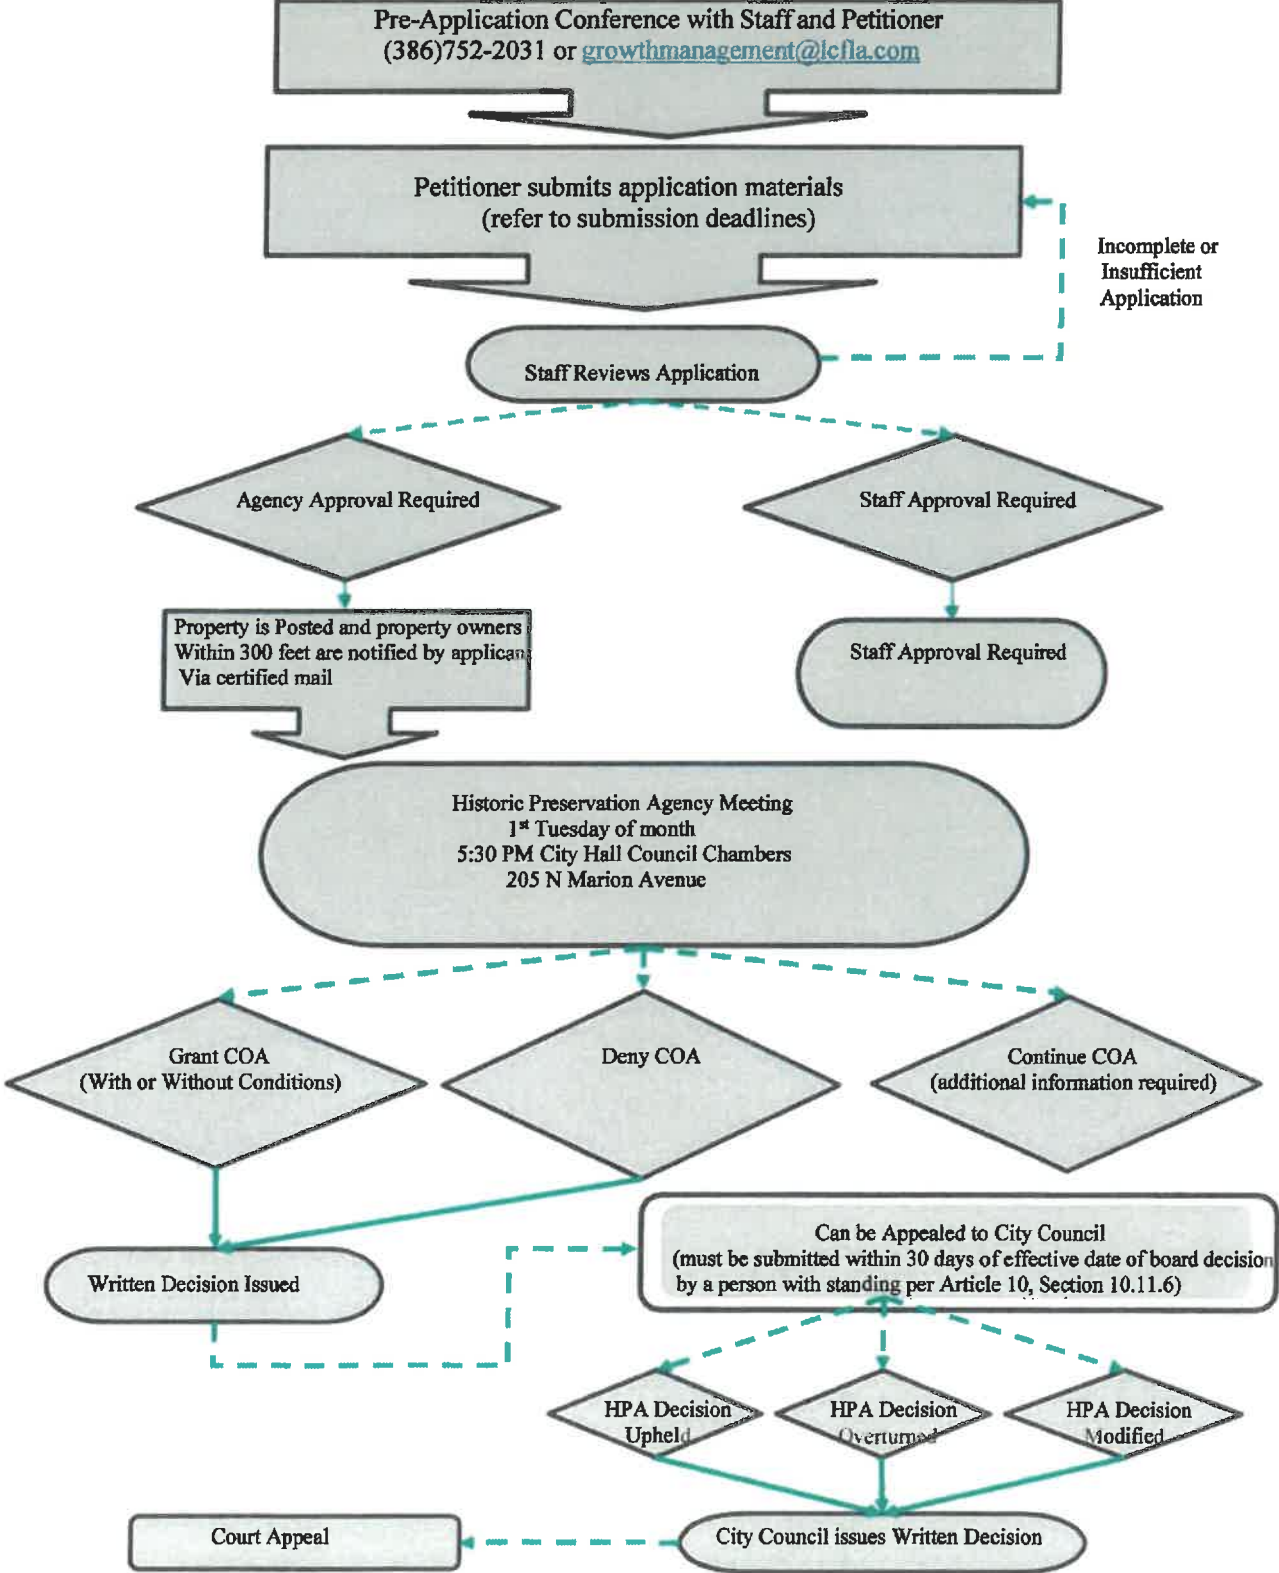 Pre-Application Conference with Staff and Petitioner
(386)752-2031 or growthmanagement@lcfla.com
Petitioner submits application materials
(refer to submission deadlines)
Incomplete or
Insufficient
Application
Staff Reviews Application
Agency Approval Required
Staff Approval Required
Property is Posted and property owners
Within 300 feet are notified by applican
Via certified mail
Staff Approval Required
Historic Preservation Agency Meeting
1st Tuesday of month
5:30 PM City Hall Council Chambers
205 N Marion Avenue
Grant COA
(With or Without Conditions)
Deny COA
Continue COA
(additional information required)
Can be Appealed to City Council
(must be submitted within 30 days of effective date of board decision
by a person with standing per Article 10, Section 10.11.6)
Written Decision Issued
HPA Decision
Upheld
HPA Decision
Overturned
HPA Decision
Modified
Court Appeal
City Council issues Written Decision